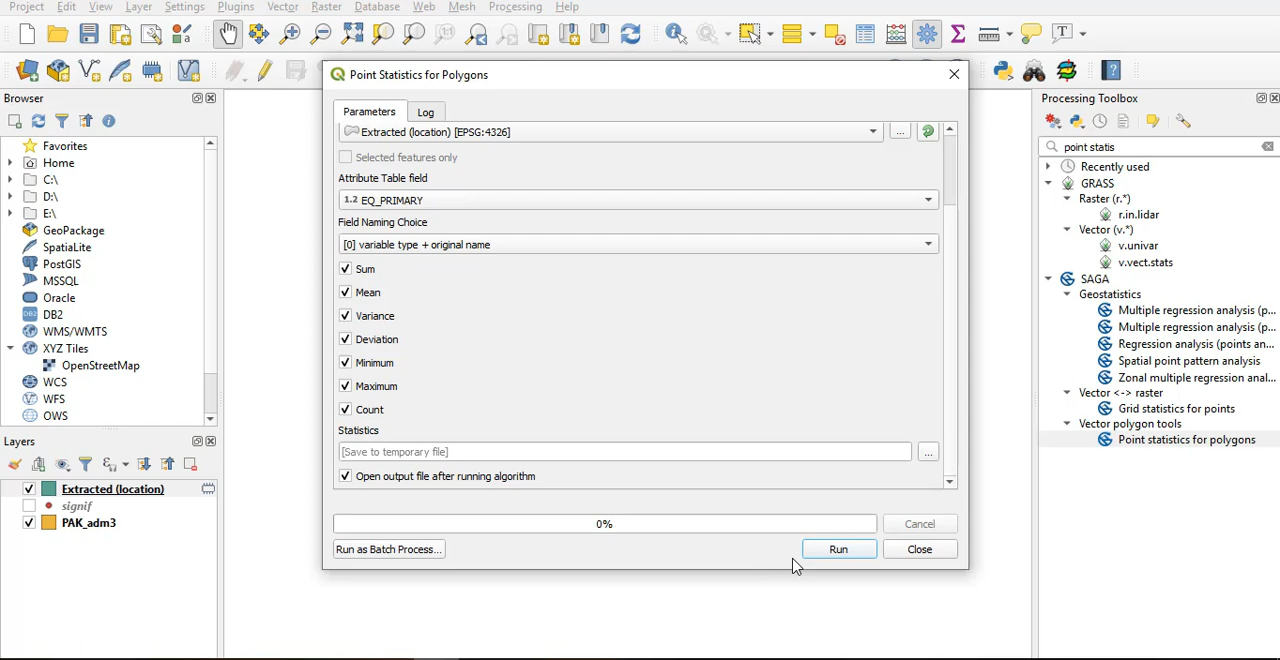 Project Edit View Layer Settings Plugins Vector Raster Database Web Mesh Processing Help
Browser
Favorites
Home
C:\
D:\
E:\
GeoPackage
SpatiaLite
PostGIS
MSSQL
Oracle
DB2
WMS/WMTS
XYZ Tiles
OpenStreetMap
WCS
WFS
OWS
Layers
Extracted (location)
signif
PAK_adm3
Point Statistics for Polygons
Parameters Log
Extracted (location) [EPSG:4326]
...
Selected features only
Attribute Table field
1.2 EQ_PRIMARY
Field Naming Choice
[0] variable type + original name
Sum
Mean
Variance
Deviation
Minimum
Maximum
Count
Statistics
[Save to temporary file]
...
Open output file after running algorithm
0%
Cancel
Run as Batch Process...
Run
Close
Processing Toolbox
point statis
Recently used
GRASS
Raster (r.*)
r.in.lidar
Vector (v.*)
v.univar
v.vect.stats
SAGA
Geostatistics
Multiple regression analysis (p...
Multiple regression analysis (p...
Regression analysis (points an...
Spatial point pattern analysis
Zonal multiple regression anal...
Vector <-> raster
Grid statistics for points
Vector polygon tools
Point statistics for polygons